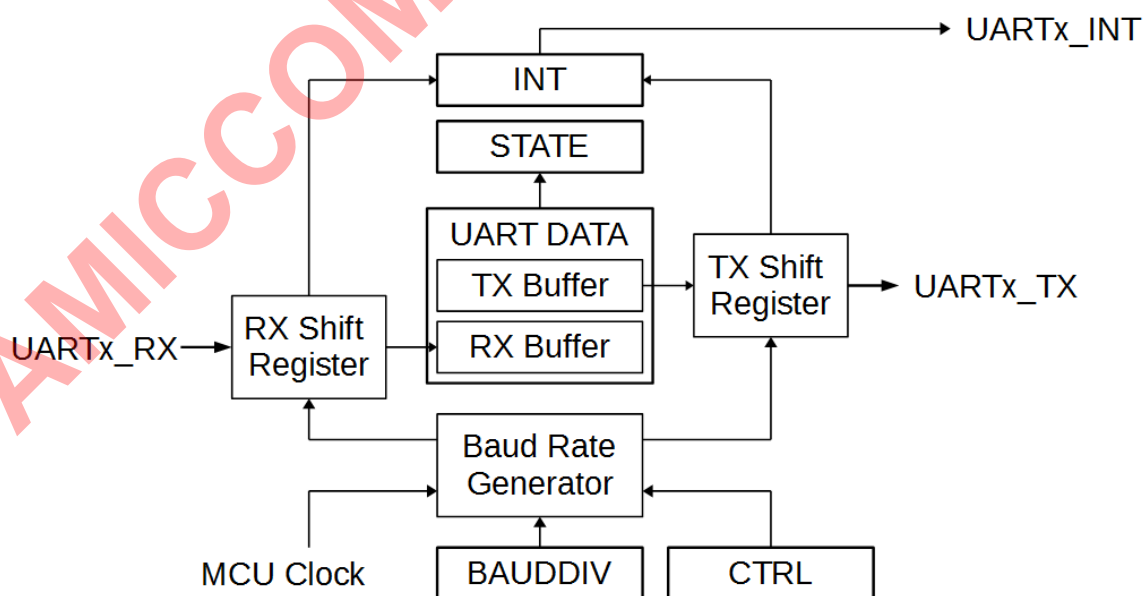 UARTx_INT
INT
STATE
UART DATA
TX Buffer
RX Buffer
TX Shift
Register
UARTx_TX
RX Shift
Register
UARTx_RX
Baud Rate
Generator
MCU Clock
BAUDDIV
CTRL
AMICCOM